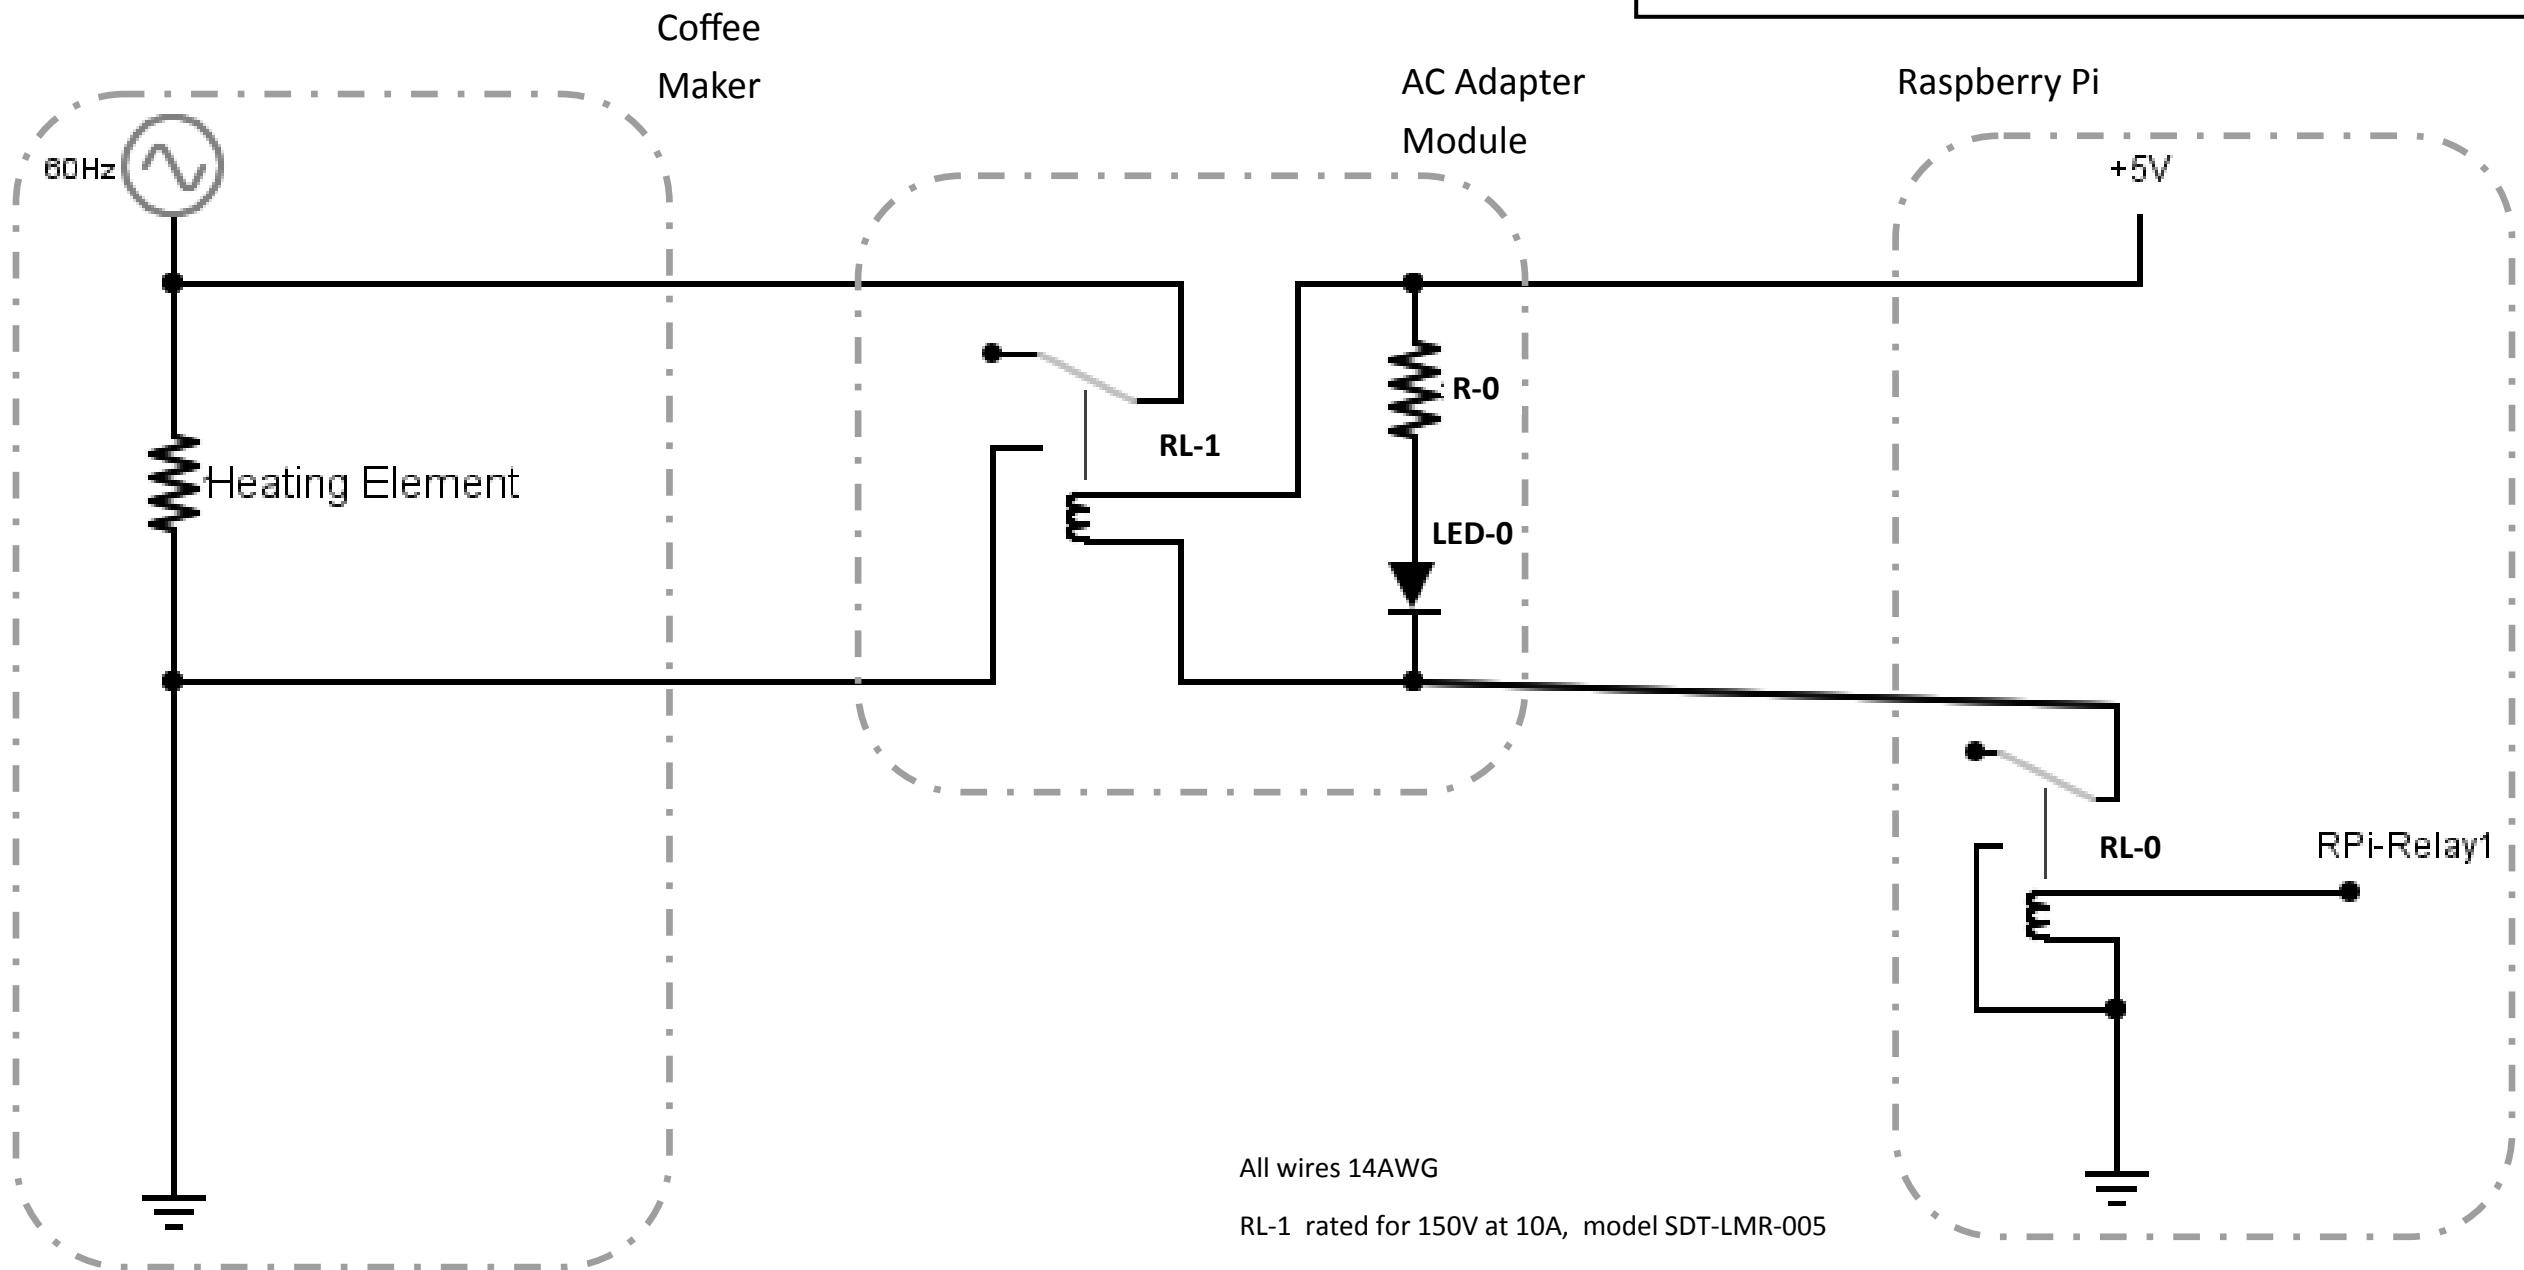 Coffee
Maker
AC Adapter
Module
Raspberry Pi
60Hz
+5V
R-0
RL-1
Heating Element
LED-0
RL-0
RPi-Relay1
All wires 14AWG
RL-1 rated for 150V at 10A, model SDT-LMR-005